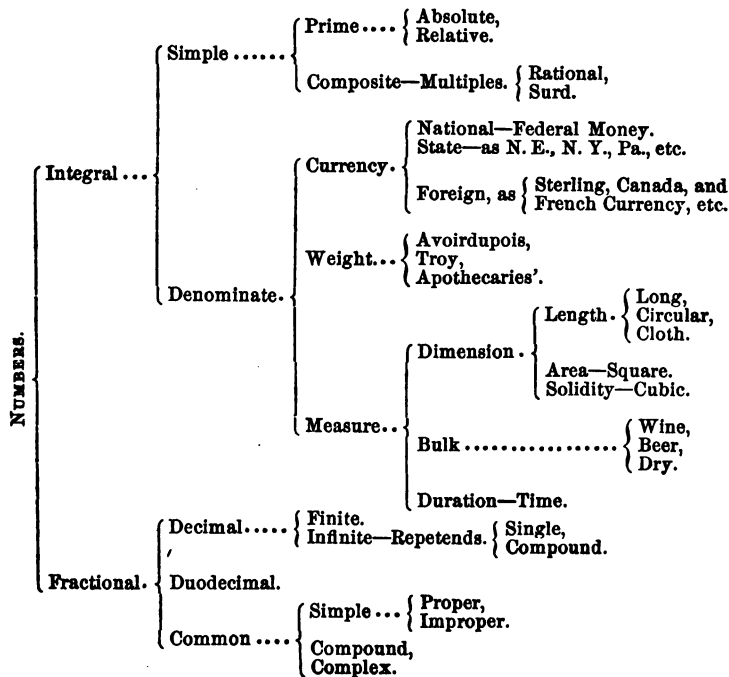 Prime .... Absolute,
Relative.
Simple ......
Composite—Multiples. Rational,
Surd.
National—Federal Money.
State—as N. E., N. Y., Pa., etc.
Currency.
Integral ...
Foreign, as Sterling, Canada, and
French Currency, etc.
Avoirdupois,
Weight... Troy,
Apothecaries'.
Denominate.
Long,
Length. Circular,
Cloth.
Dimension.
Area—Square.
Solidity—Cubic.
NUMBERS.
Measure..
Wine,
Bulk .................. Beer,
Dry.
Duration—Time.
Decimal ..... Finite.
Infinite—Repetends. Single,
Compound.
Fractional. Duodecimal.
Simple ... Proper,
Improper.
Common ....
Compound,
Complex.